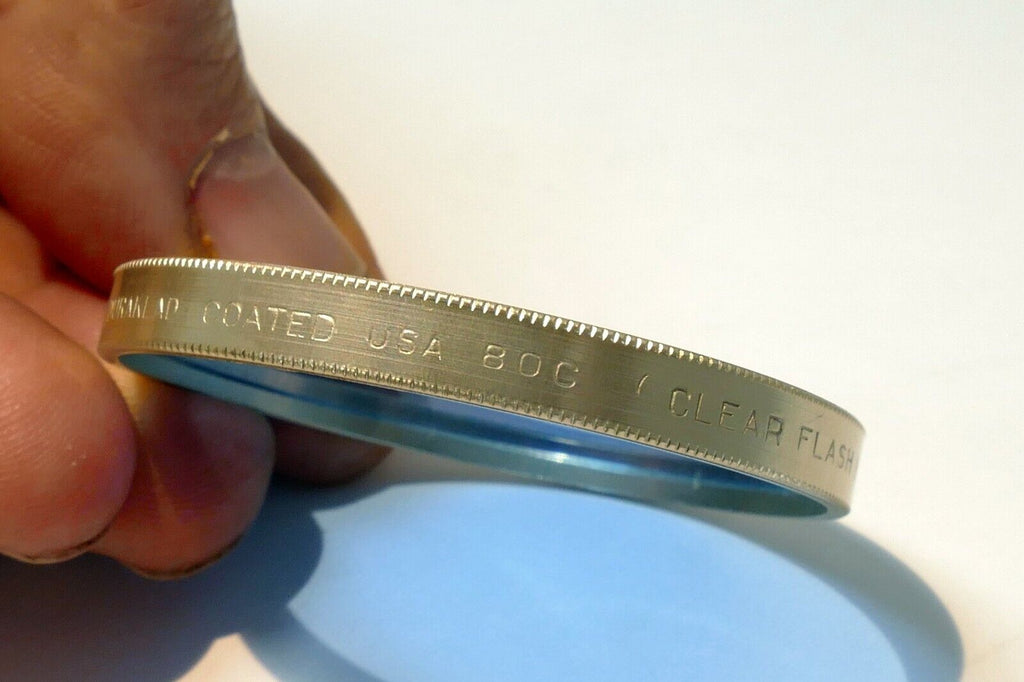 COATED USA 80C ( CLEAR FLASH